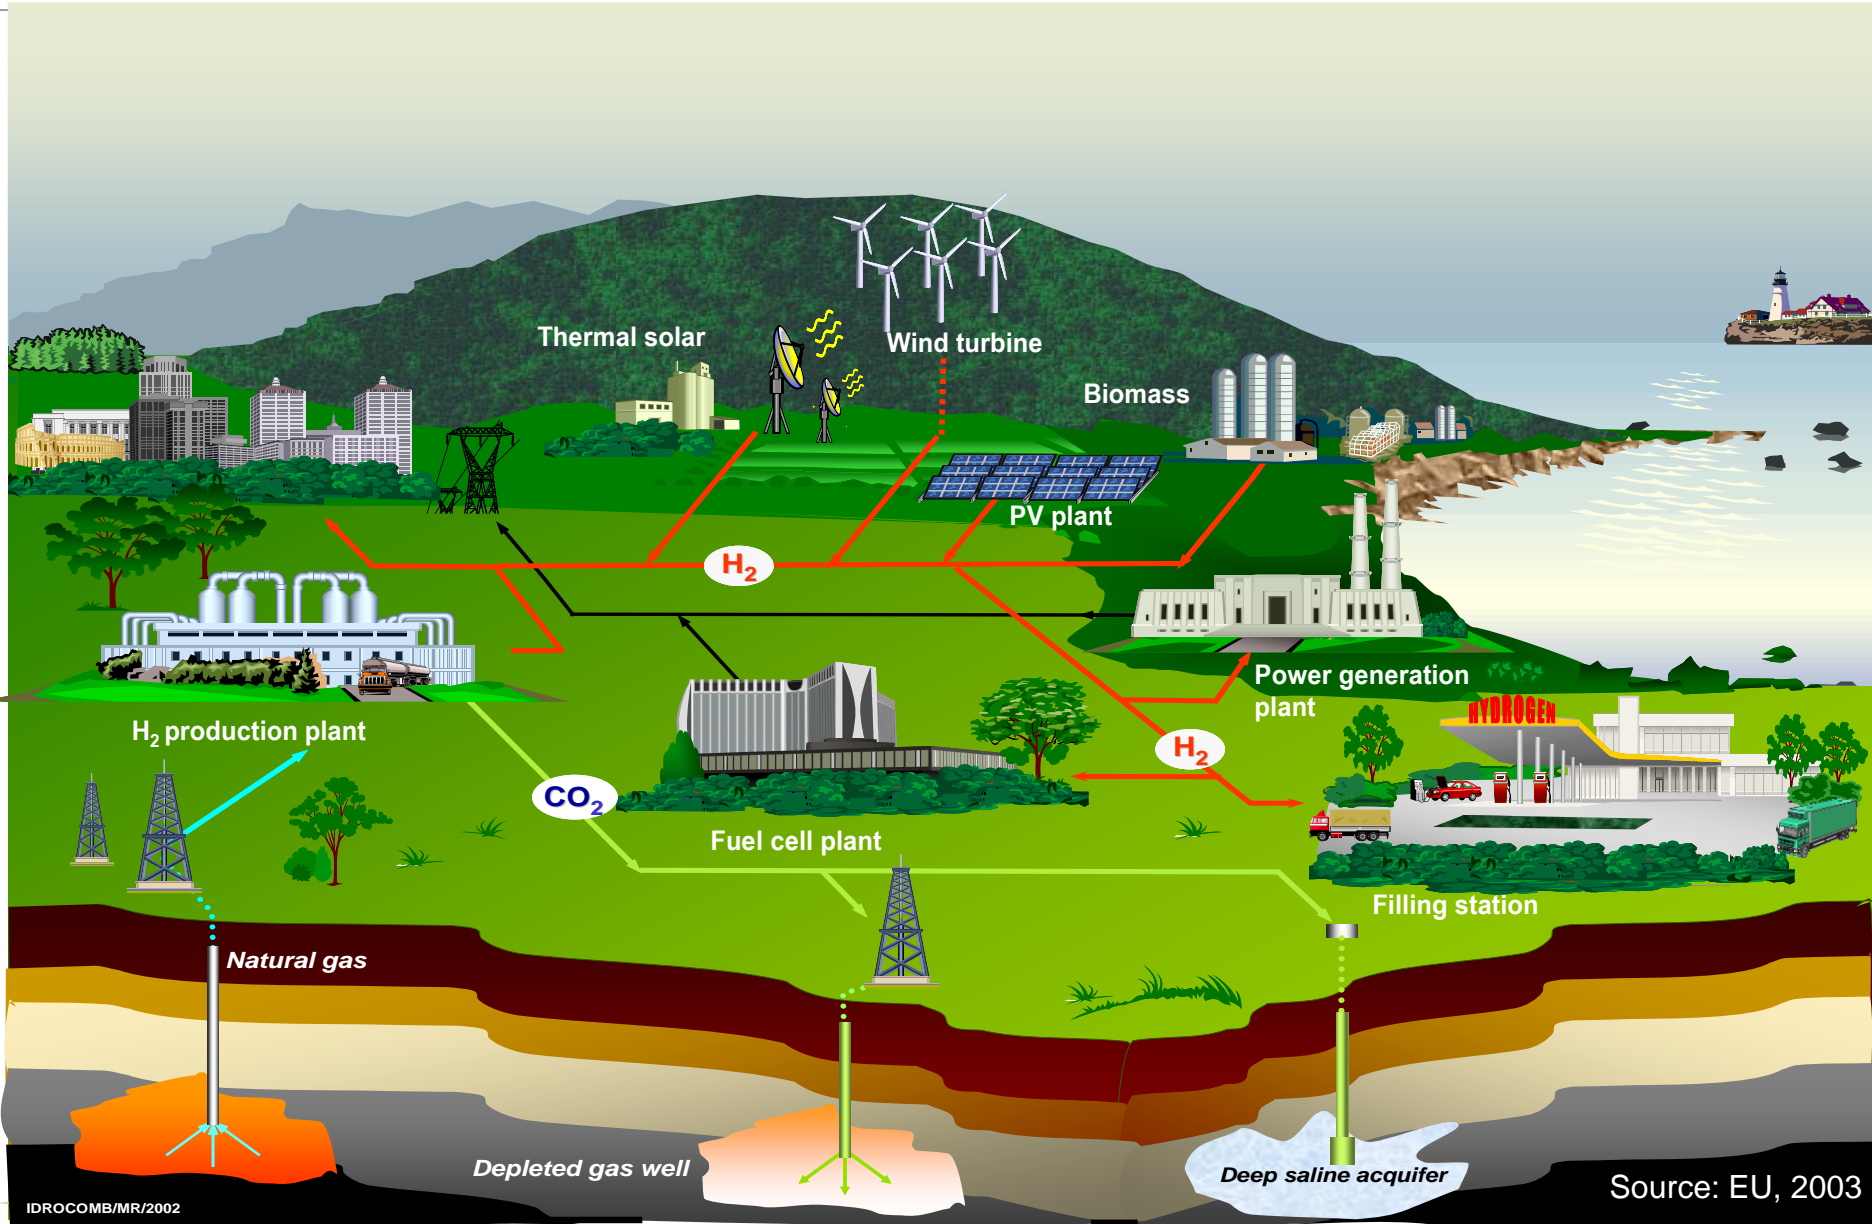 Thermal solar
Wind turbine
Biomass
PV plant
H₂
Power generation
plant
HYDROGEN
H₂ production plant
H₂
CO₂
Fuel cell plant
Filling station
Natural gas
Depleted gas well
Deep saline acquifer
Source: EU, 2003
IDROCOMB/MR/2002